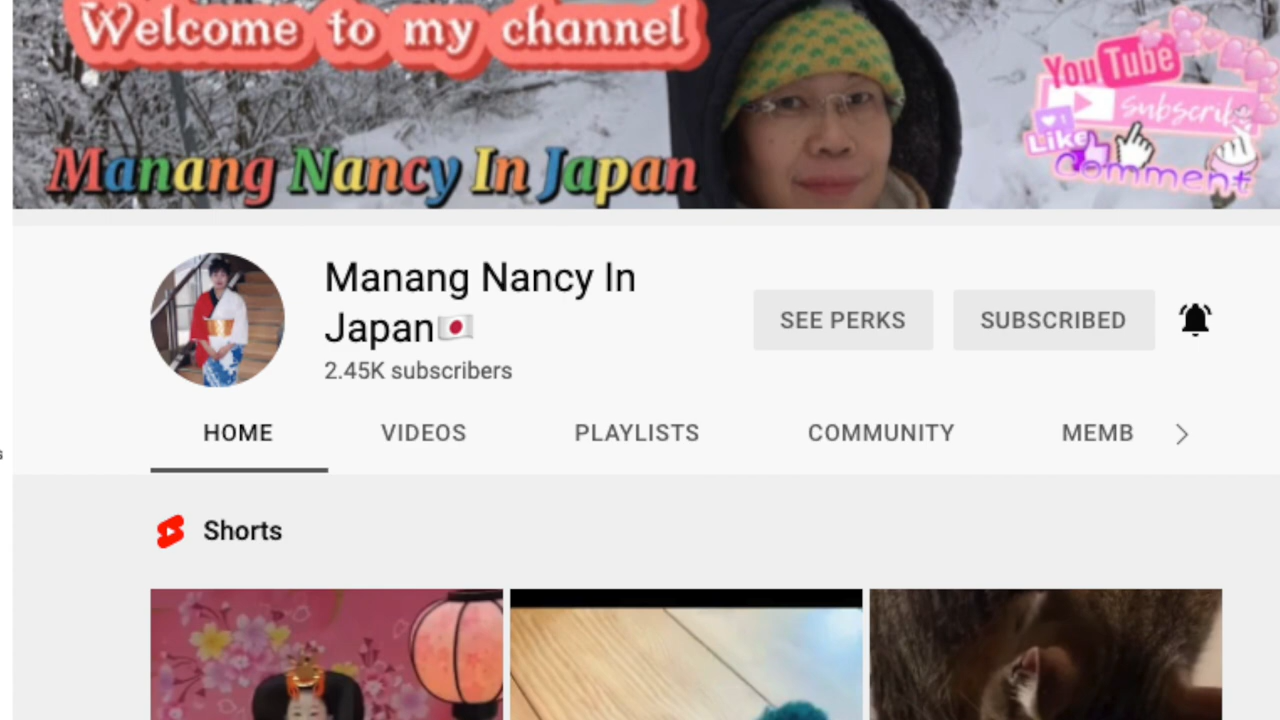 Welcome to my channel
Manang Nancy In Japan
YouTube
subscribe
Like
Comment
Manang Nancy In
Japan🇯🇵
2.45K subscribers
SEE PERKS
SUBSCRIBED
HOME
VIDEOS
PLAYLISTS
COMMUNITY
MEMB
Shorts